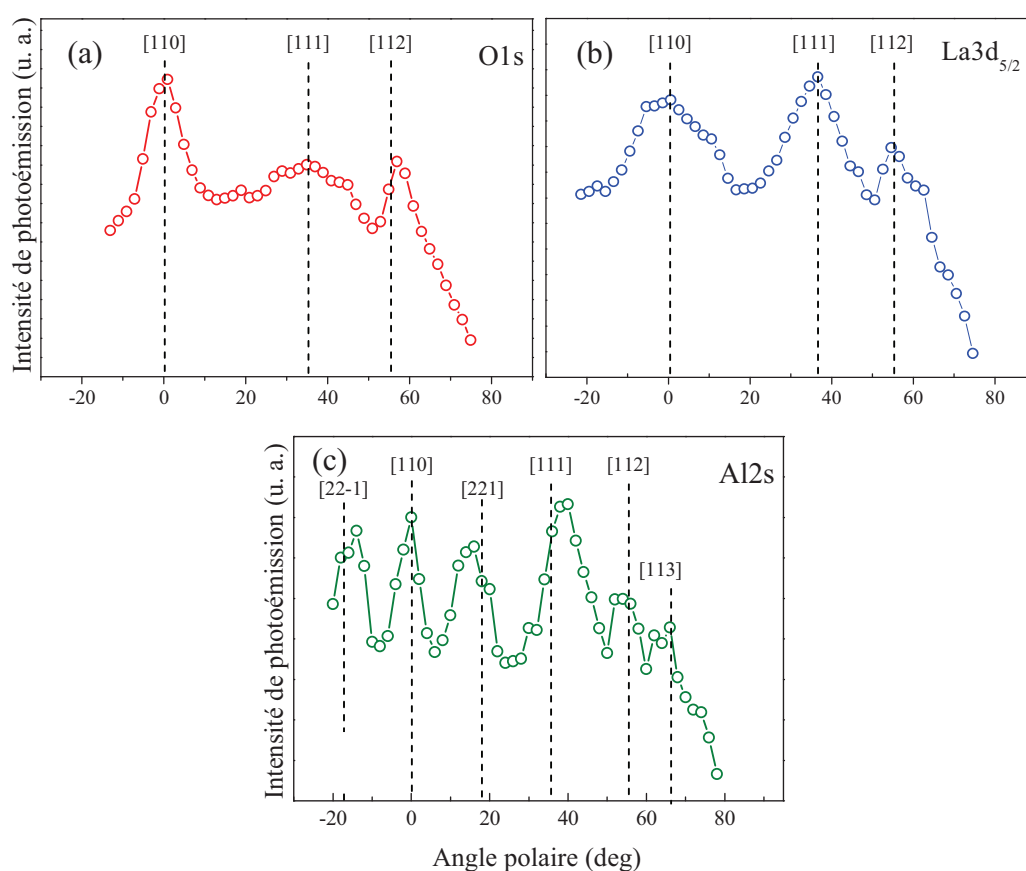 (a)
[110]
[111]
[112]
O1s
Intensité de photoémission (u. a.)
-20 0 20 40 60 80
(b)
[110]
[111]
[112]
La3d5/2
-20 0 20 40 60 80
(c)
[22-1]
[110]
[221]
[111]
[112]
[113]
Al2s
Intensité de photoémission (u. a.)
-20 0 20 40 60 80
Angle polaire (deg)